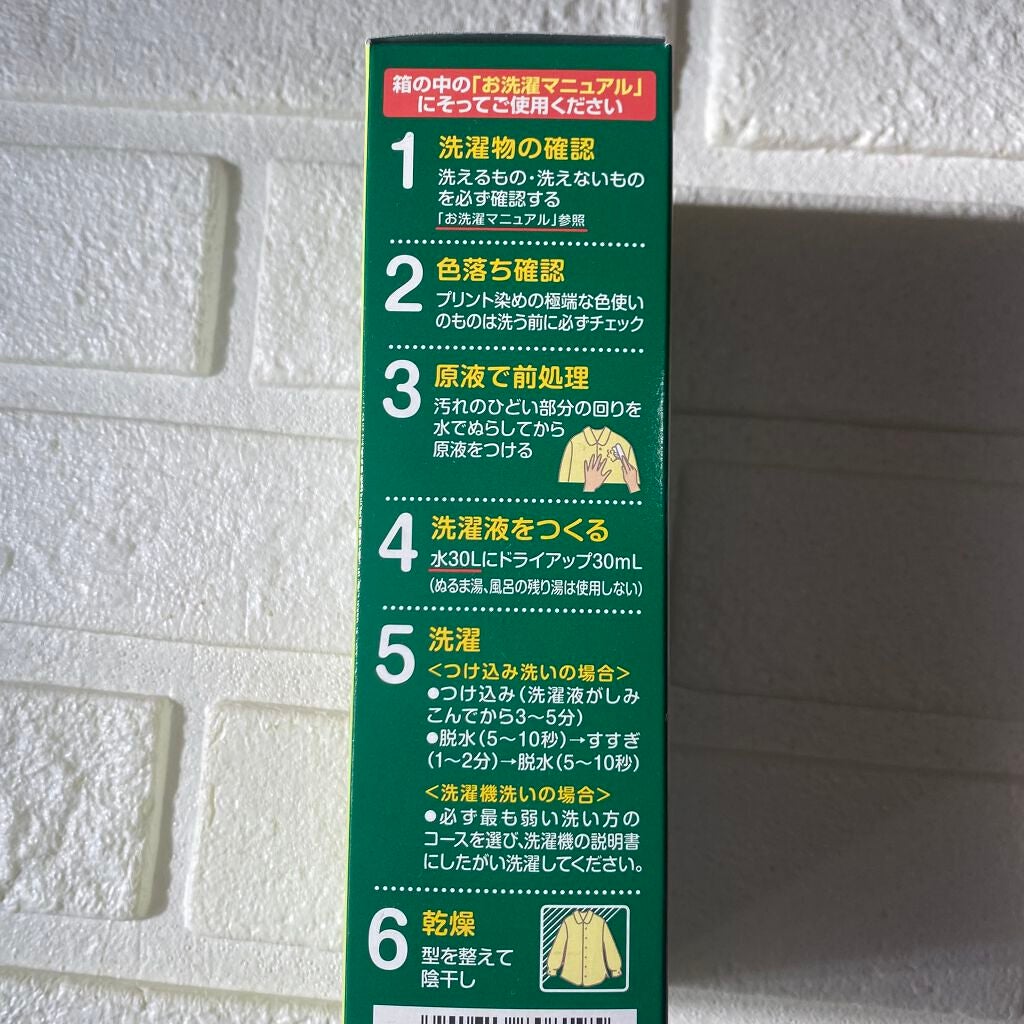 箱の中の「お洗濯マニュアル」
にそってご使用ください
1 洗濯物の確認
洗えるもの・洗えないもの
を必ず確認する
「お洗濯マニュアル」参照
2 色落ち確認
プリント染めの極端な色使い
のものは洗う前に必ずチェック
3 原液で前処理
汚れのひどい部分の回りを
水でぬらしてから
原液をつける
4 洗濯液をつくる
水30Lにドライアップ30mL
(ぬるま湯、風呂の残り湯は使用しない)
5 洗濯
<つけ込み洗いの場合>
●つけ込み(洗濯液がしみ
こんでから3〜5分)
●脱水(5〜10秒)→すすぎ
(1〜2分)→脱水(5〜10秒)
<洗濯機洗いの場合>
●必ず最も弱い洗い方の
コースを選び、洗濯機の説明書
にしたがい洗濯してください。
6 乾燥
型を整えて
陰干し